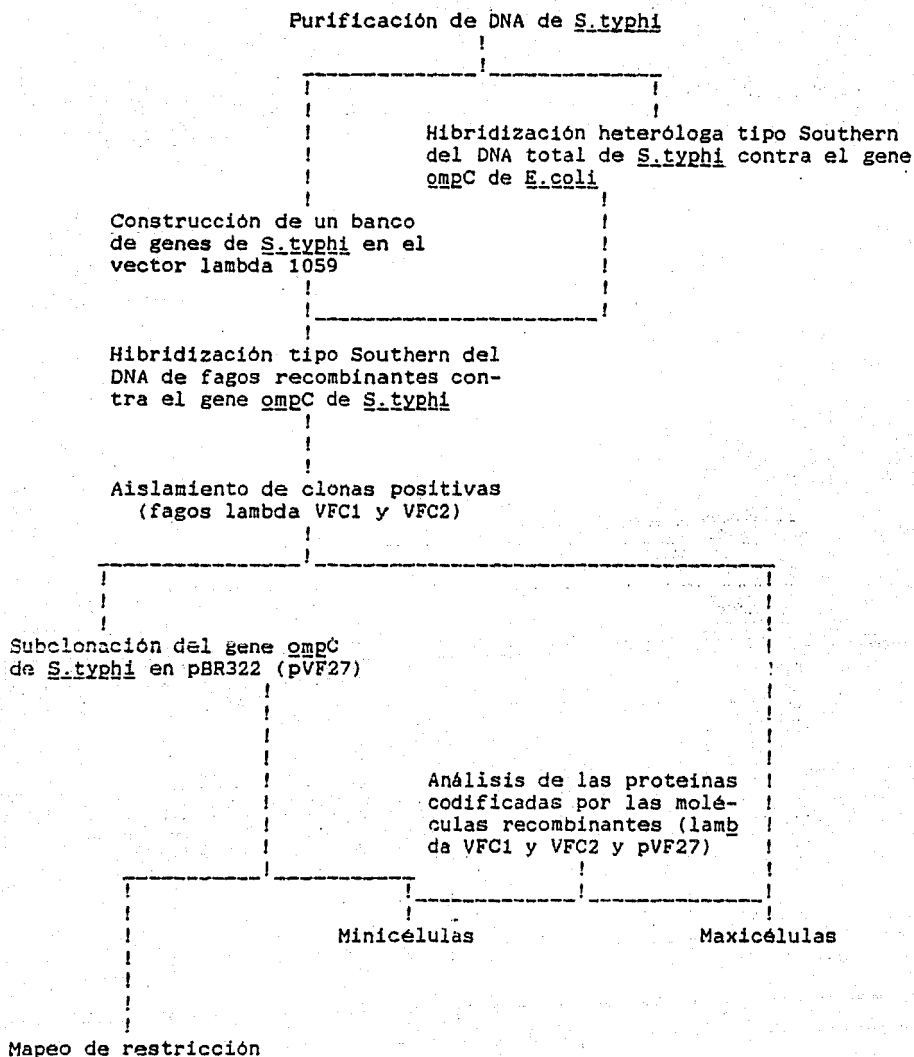 Purificación de DNA de S.typhi
Hibridización heteróloga tipo Southern
del DNA total de S.typhi contra el gene
ompC de E.coli
Construcción de un banco
de genes de S.typhi en el
vector lambda 1059
Hibridización tipo Southern del
DNA de fagos recombinantes con-
tra el gene ompC de S.typhi
Aislamiento de clonas positivas
(fagos lambda VFC1 y VFC2)
Subclonación del gene ompC
de S.typhi en pBR322 (pVF27)
Análisis de las proteinas
codificadas por las molé-
culas recombinantes (lamb
da VFC1 y VFC2 y pVF27)
Minicélulas
Maxicélulas
Mapeo de restricción